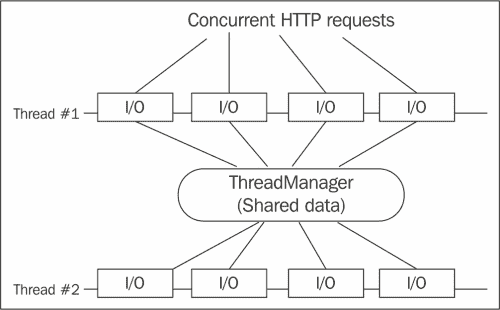 Concurrent HTTP requests
Thread #1 I/O I/O I/O I/O
ThreadManager
(Shared data)
Thread #2 I/O I/O I/O I/O